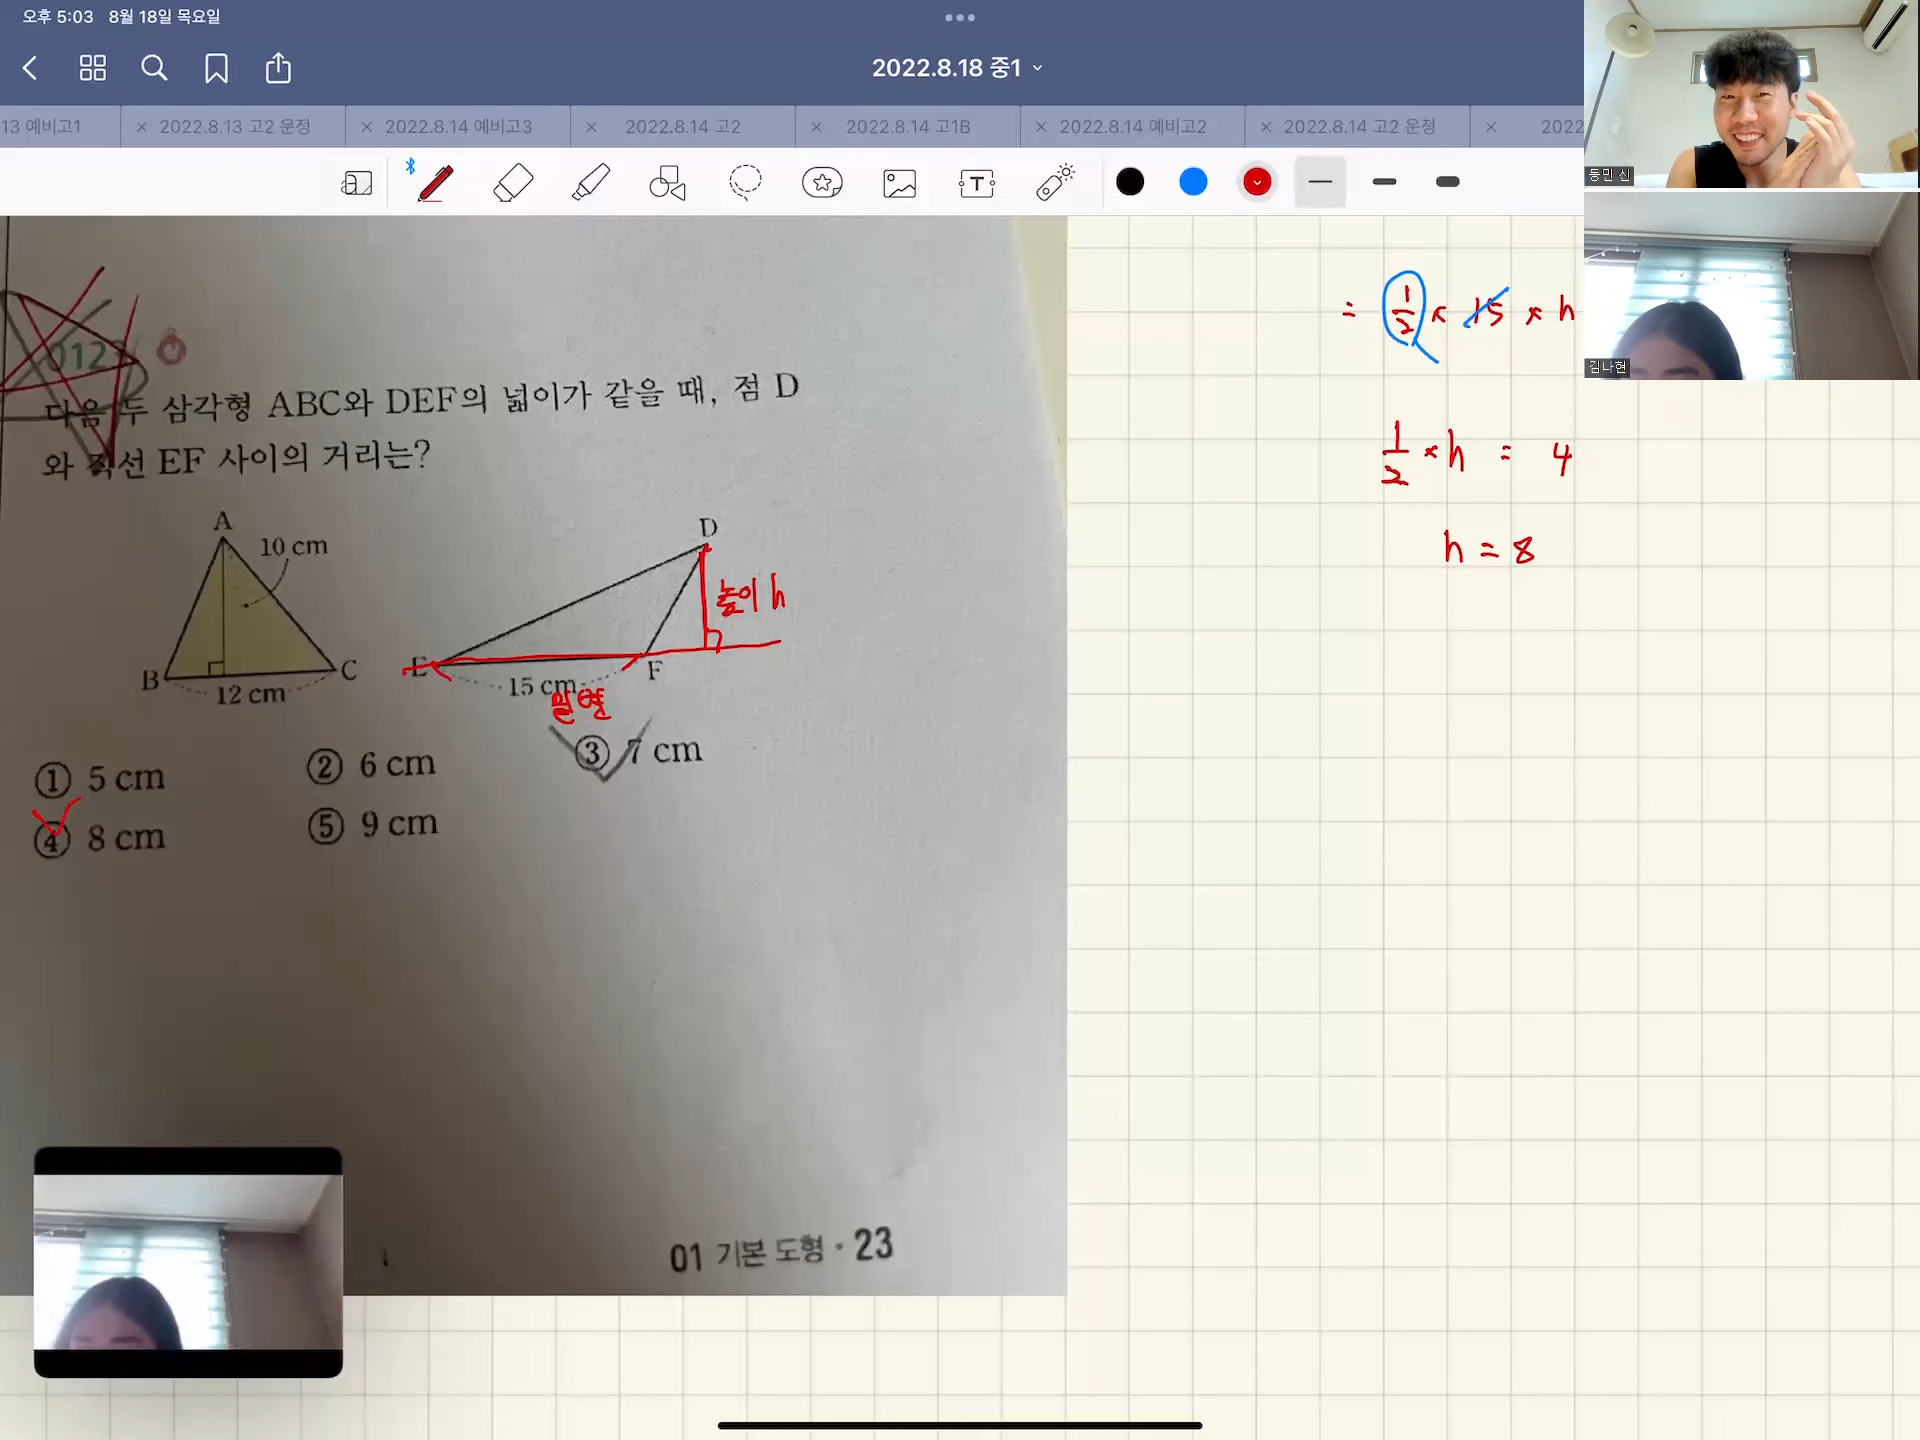 오후 5:03 8월 18일 목요일
2022.8.18 중1
13 예비고1
2022.8.13 고2 운정
2022.8.14 예비고3
2022.8.14 고2
2022.8.14 고1B
2022.8.14 예비고2
2022.8.14 고2 운정
2022
동민 신
김나현
012
다음 두 삼각형 ABC와 DEF의 넓이가 같을 때, 점 D
와 직선 EF 사이의 거리는?
A
10 cm
B
C
12 cm
D
높이 h
E
F
15 cm
밑변
① 5 cm
② 6 cm
③ 7 cm
④ 8 cm
⑤ 9 cm
= 1/2 × 15 × h
1/2 × h = 4
h = 8
01 기본 도형 · 23